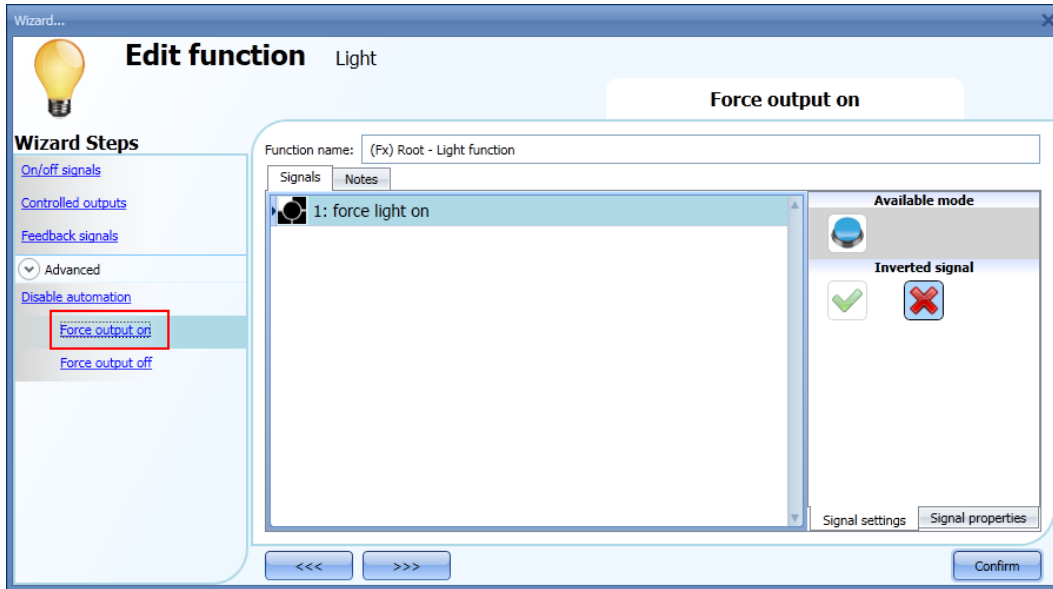 Wizard...
Edit function Light
Force output on
Wizard Steps
On/off signals
Controlled outputs
Feedback signals
Advanced
Disable automation
Force output on
Force output off
Function name: (Fx) Root - Light function
Signals Notes
1: force light on
Available mode
Inverted signal
Signal settings Signal properties
<<< >>> Confirm